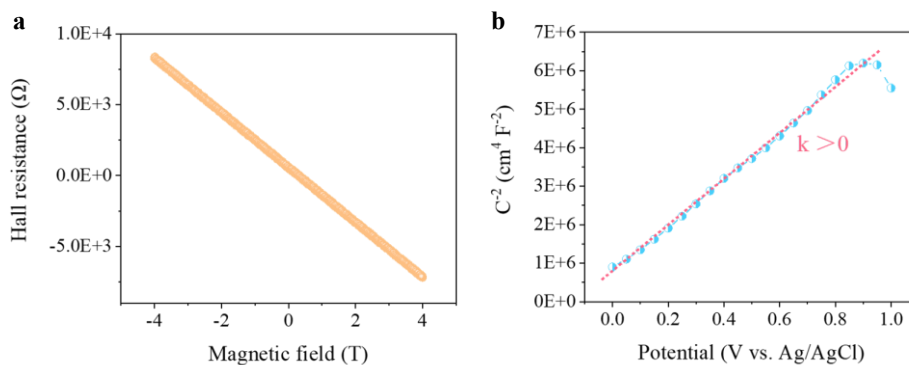 a
1.0E+4
5.0E+3
0.0E+0
-5.0E+3
Hall resistance (Ω)
-4
-2
0
2
4
Magnetic field (T)
b
7E+6
6E+6
5E+6
4E+6
3E+6
2E+6
1E+6
0E+0
C⁻² (cm⁴ F⁻²)
k >0
0.0
0.2
0.4
0.6
0.8
1.0
Potential (V vs. Ag/AgCl)